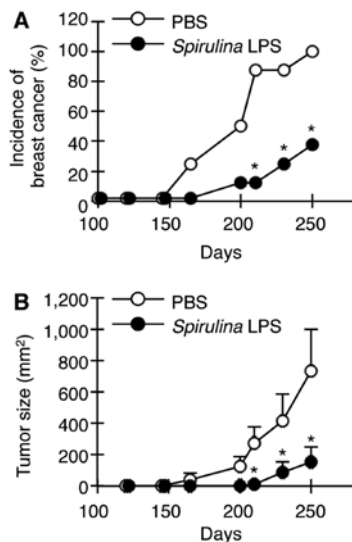 A
PBS
Spirulina LPS
Incidence of
breast cancer (%)
120
100
80
60
40
20
0
* * *
100 150 200 250
Days
B
PBS
Spirulina LPS
Tumor size (mm²)
1,200
1,000
800
600
400
200
0
* * *
100 150 200 250
Days